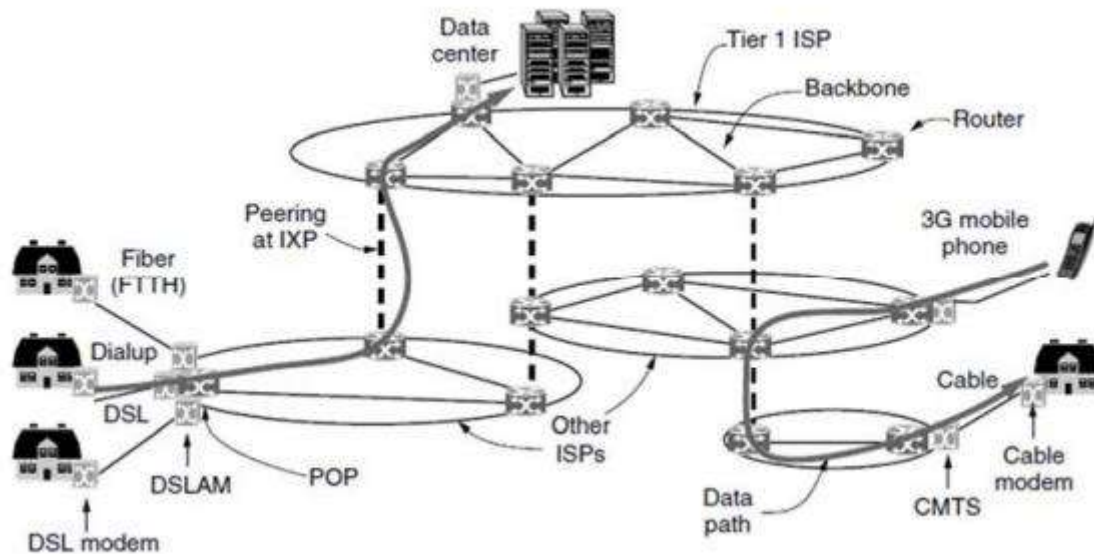 Data
center
Tier 1 ISP
Backbone
Router
Peering
at IXP
3G mobile
phone
Fiber
(FTTH)
Dialup
DSL
Cable
Other
ISPs
POP
DSLAM
DSL modem
Data
path
CMTS
Cable
modem